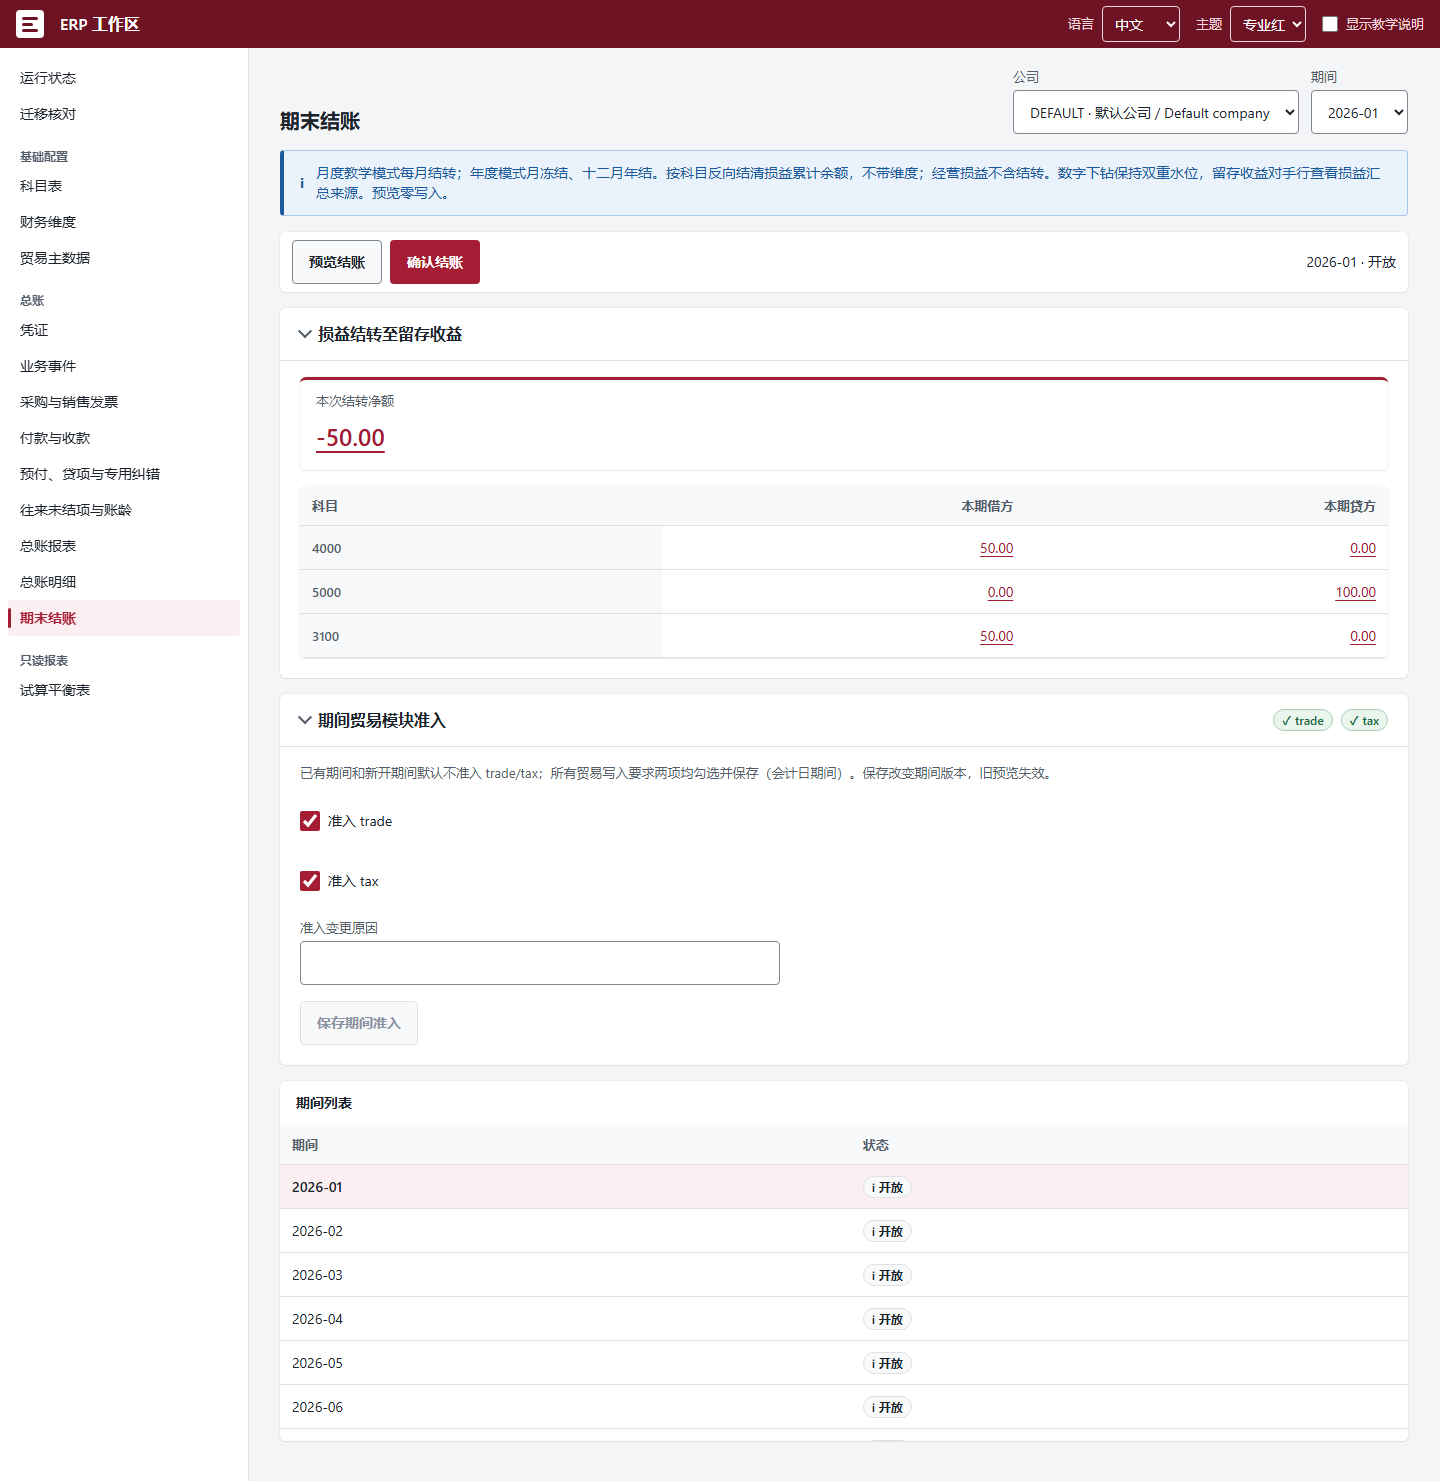 ERP 工作区
语言 中文 主题 专业红 显示教学说明
运行状态
迁移核对
基础配置
科目表
财务维度
贸易主数据
总账
凭证
业务事件
采购与销售发票
付款与收款
预付、贷项与专用纠错
往来未结项与账龄
总账报表
总账明细
期末结账
只读报表
试算平衡表
期末结账
公司
DEFAULT · 默认公司 / Default company
期间
2026-01
i 月度教学模式每月结转；年度模式月冻结、十二月年结。按科目反向结清损益累计余额，不带维度；经营损益不含结转。数字下钻保持双重水位，留存收益对手行查看损益汇
总来源。预览零写入。
预览结账 确认结账 2026-01 · 开放
损益结转至留存收益
本次结转净额
-50.00
科目 本期借方 本期贷方
4000 50.00 0.00
5000 0.00 100.00
3100 50.00 0.00
期间贸易模块准入 ✓ trade ✓ tax
已有期间和新开期间默认不准入 trade/tax；所有贸易写入要求两项均勾选并保存（会计日期间）。保存改变期间版本，旧预览失效。
准入 trade
准入 tax
准入变更原因
保存期间准入
期间列表
期间 状态
2026-01 i 开放
2026-02 i 开放
2026-03 i 开放
2026-04 i 开放
2026-05 i 开放
2026-06 i 开放